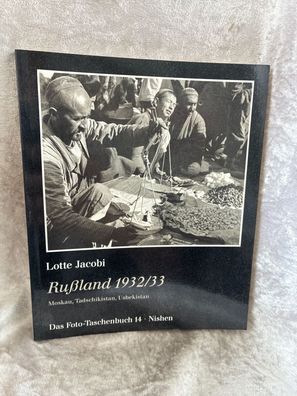 Lotte Jacobi
Rußland 1932/33
Moskau, Tadschikistan, Usbekistan
Das Foto-Taschenbuch 14 · Nishen